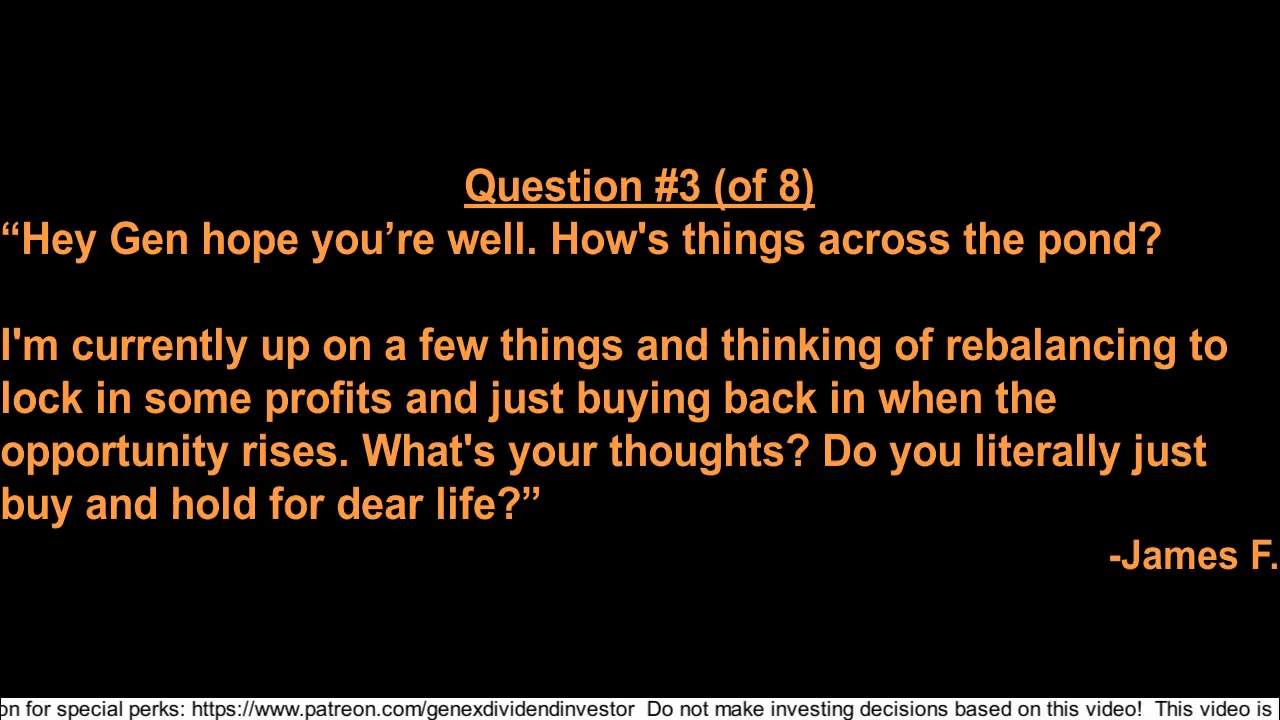 Question #3 (of 8)
“Hey Gen hope you’re well. How's things across the pond?
I'm currently up on a few things and thinking of rebalancing to
lock in some profits and just buying back in when the
opportunity rises. What's your thoughts? Do you literally just
buy and hold for dear life?”
-James F.
on for special perks: https://www.patreon.com/genexdividendinvestor  Do not make investing decisions based on this video!  This video is